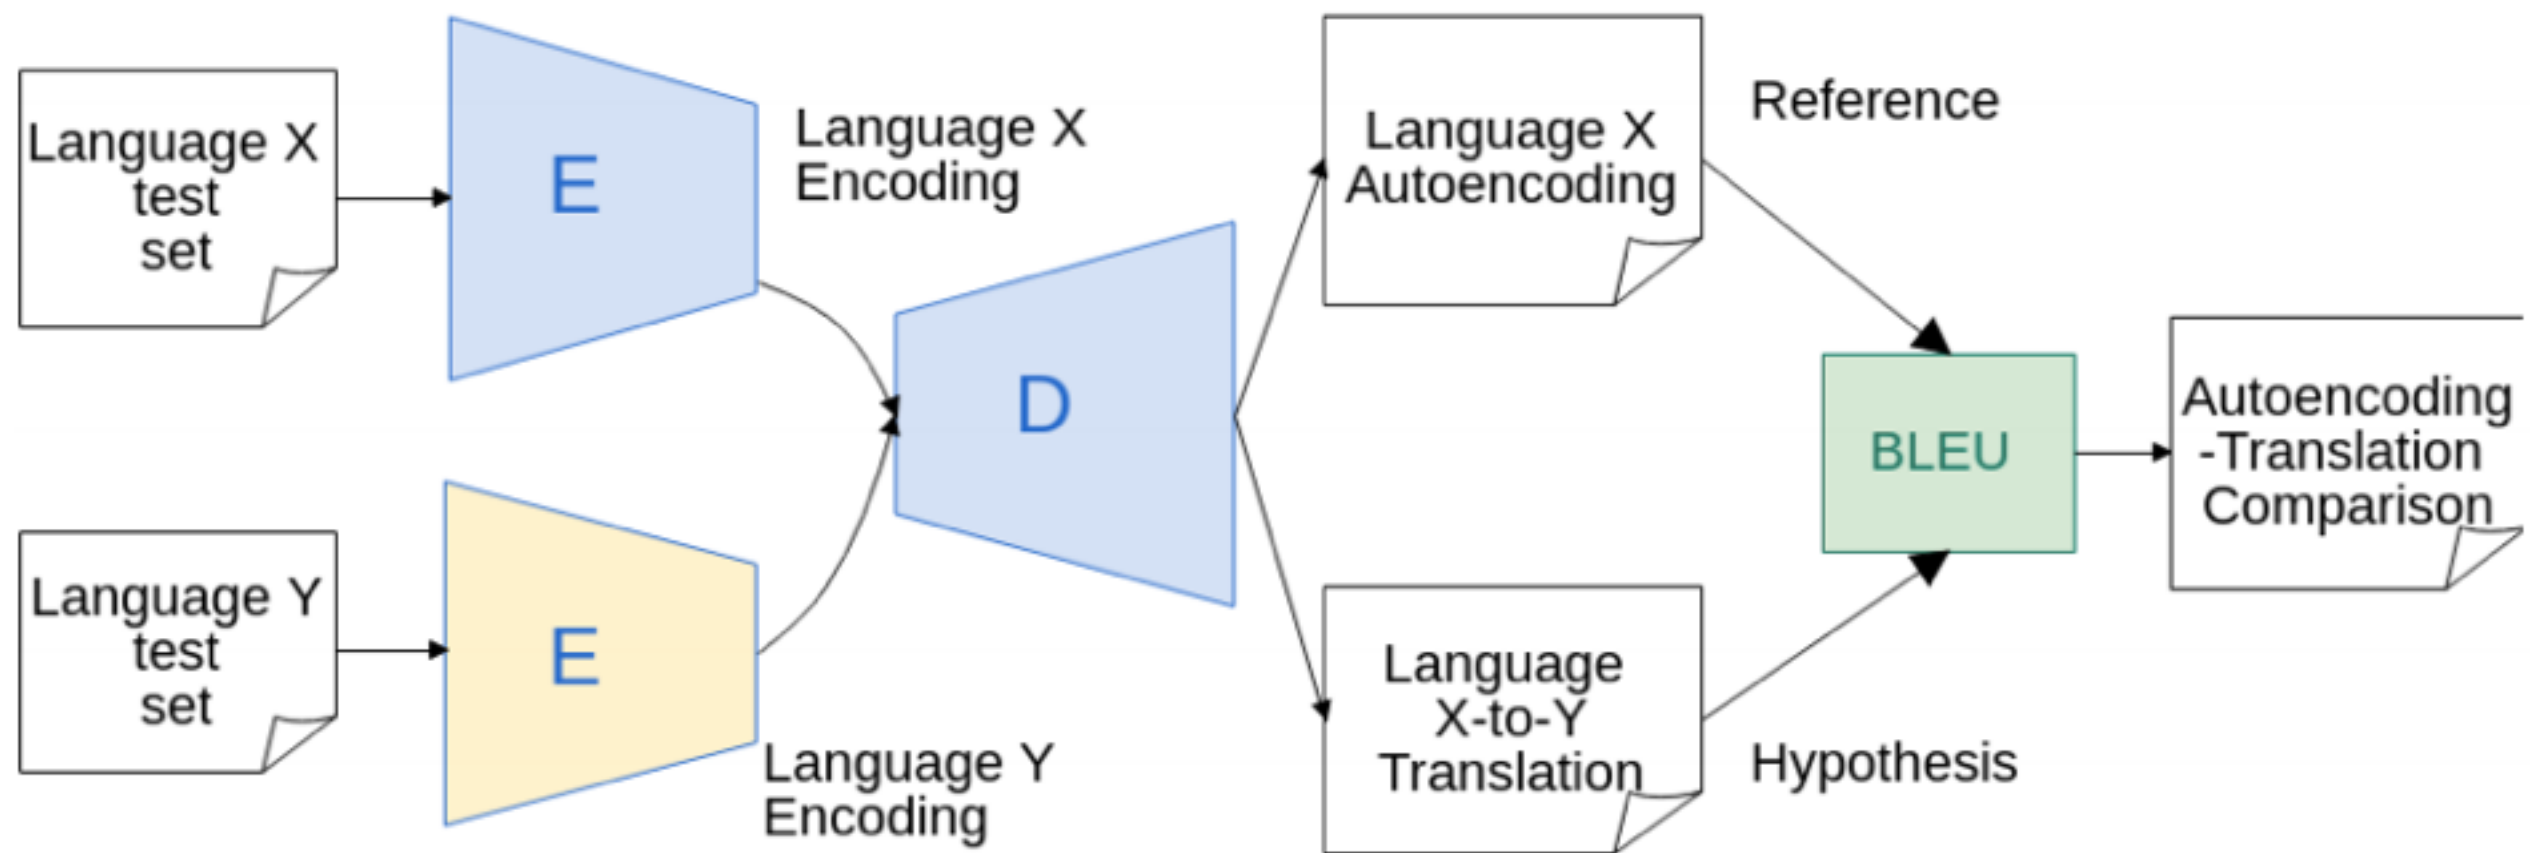 Language X
test
set
E
Language X
Encoding
Language Y
test
set
E
Language Y
Encoding
D
Language X
Autoencoding
Reference
Language
X-to-Y
Translation
Hypothesis
BLEU
Autoencoding
-Translation
Comparison